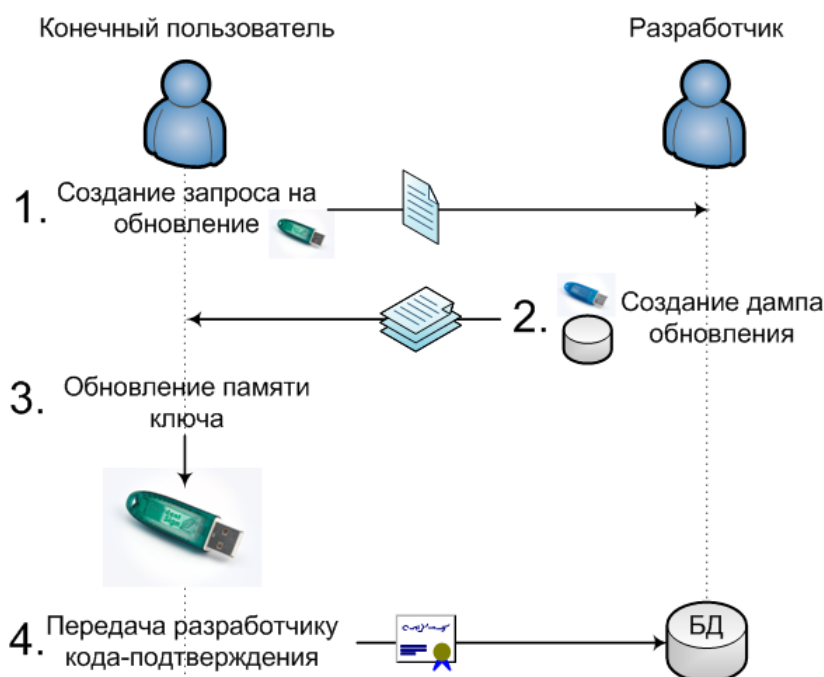 Конечный пользователь
Разработчик
1. Создание запроса на
обновление
2. Создание дампа
обновления
3. Обновление памяти
ключа
4. Передача разработчику
кода-подтверждения
БД